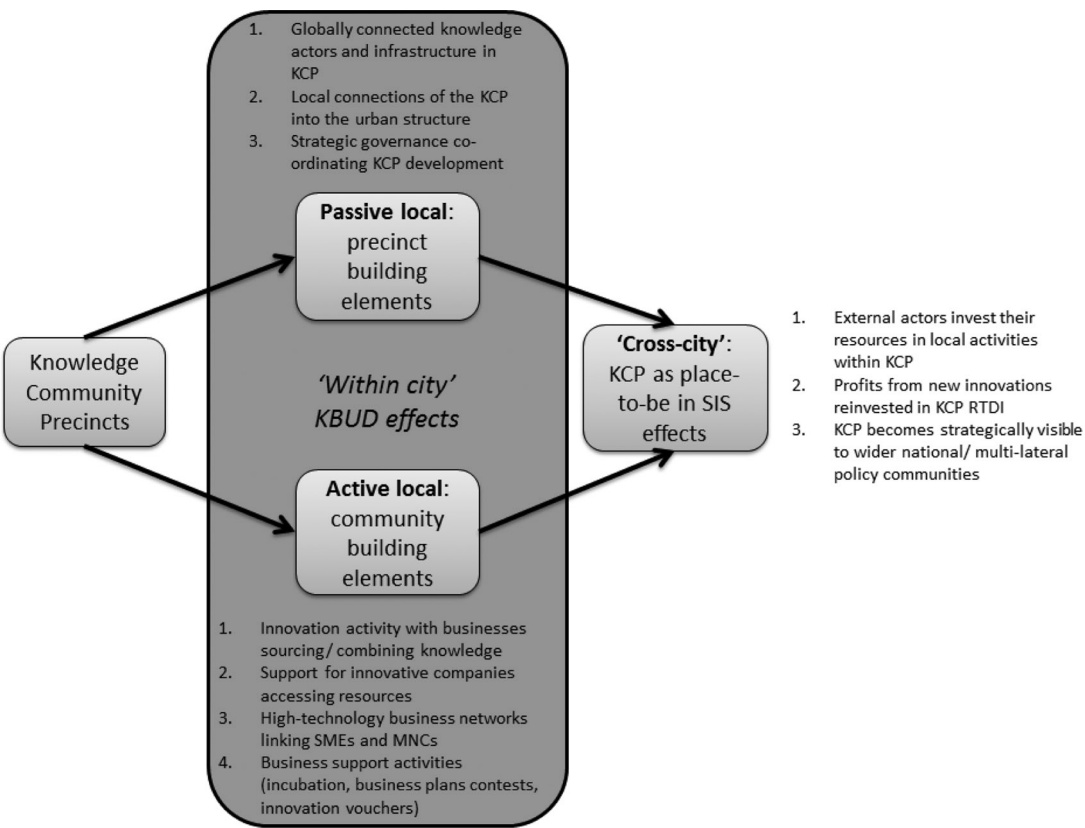 1. Globally connected knowledge
actors and infrastructure in
KCP
2. Local connections of the KCP
into the urban structure
3. Strategic governance co-
ordinating KCP development
Passive local:
precinct
building
elements
Knowledge
Community
Precincts
‘Within city’
KBUD effects
‘Cross-city’:
KCP as place-
to-be in SIS
effects
1. External actors invest their
resources in local activities
within KCP
2. Profits from new innovations
reinvested in KCP RTDI
3. KCP becomes strategically visible
to wider national/ multi-lateral
policy communities
Active local:
community
building
elements
1. Innovation activity with businesses
sourcing/ combining knowledge
2. Support for innovative companies
accessing resources
3. High-technology business networks
linking SMEs and MNCs
4. Business support activities
(incubation, business plans contests,
innovation vouchers)